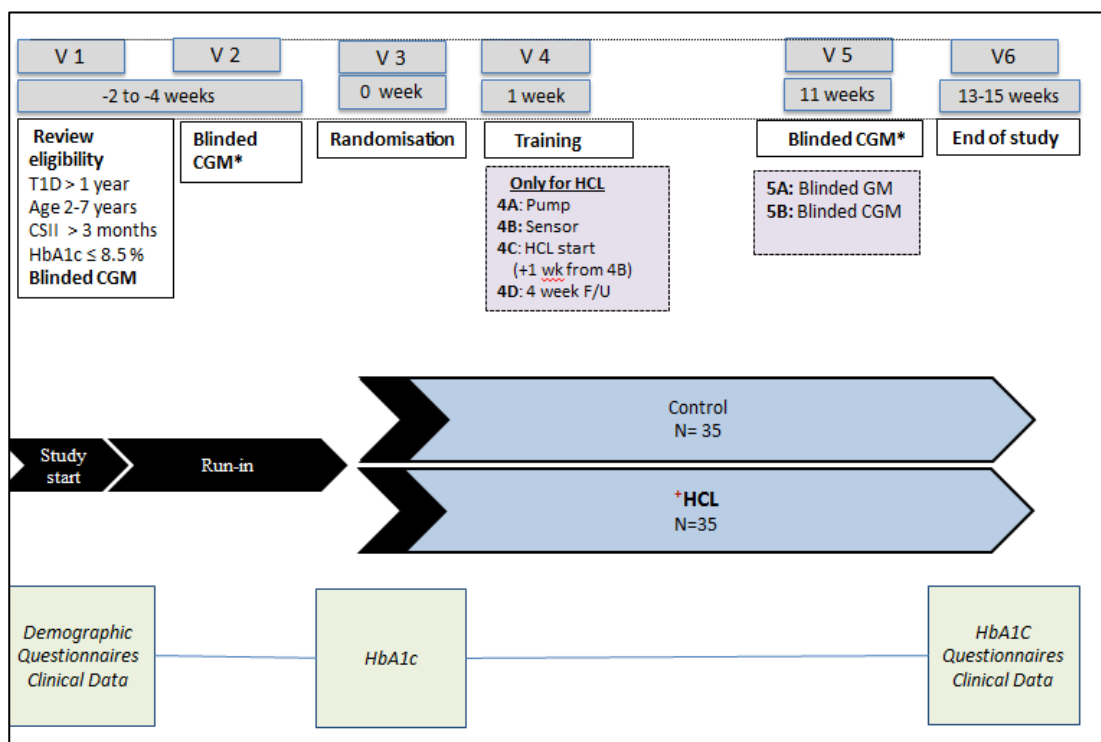 V 1
V 2
V 3
V 4
V 5
V6
-2 to -4 weeks
0 week
1 week
11 weeks
13-15 weeks
Review
eligibility
T1D > 1 year
Age 2-7 years
CSII > 3 months
HbA1c ≤ 8.5 %
Blinded CGM
Blinded
CGM*
Randomisation
Training
Only for HCL
4A: Pump
4B: Sensor
4C: HCL start
(+1 wk from 4B)
4D: 4 week F/U
Blinded CGM*
5A: Blinded GM
5B: Blinded CGM
End of study
Study
start
Run-in
Control
N= 35
+HCL
N=35
Demographic
Questionnaires
Clinical Data
HbA1c
HbA1C
Questionnaires
Clinical Data